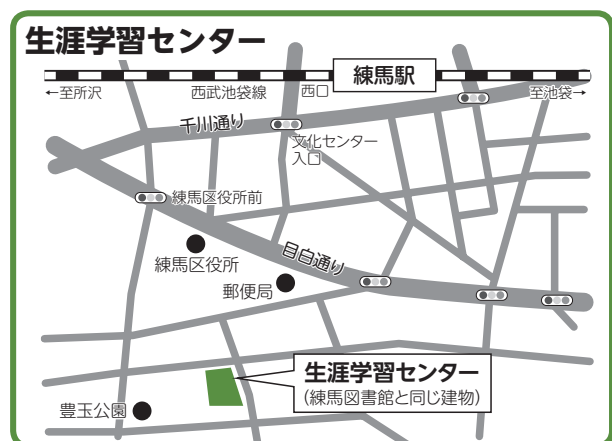 生涯学習センター
練馬駅
←至所沢
西武池袋線
西口
至池袋→
千川通り
文化センター
入口
練馬区役所前
目白通り
練馬区役所
郵便局
生涯学習センター
(練馬図書館と同じ建物)
豊玉公園